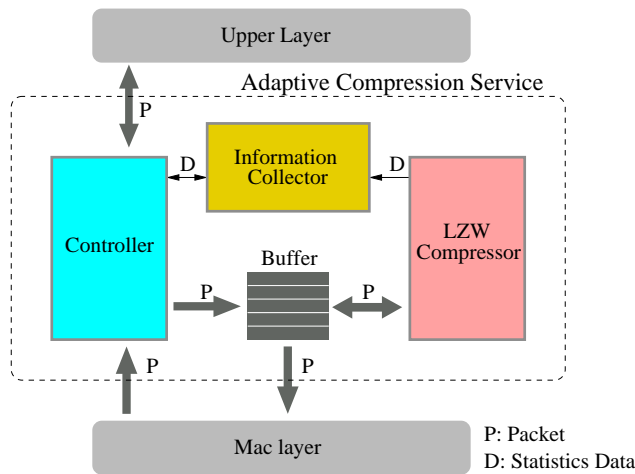 Upper Layer
Adaptive Compression Service
P
D
Information
Collector
D
Controller
LZW
Compressor
Buffer
P
P
P
P
Mac layer
P: Packet
D: Statistics Data